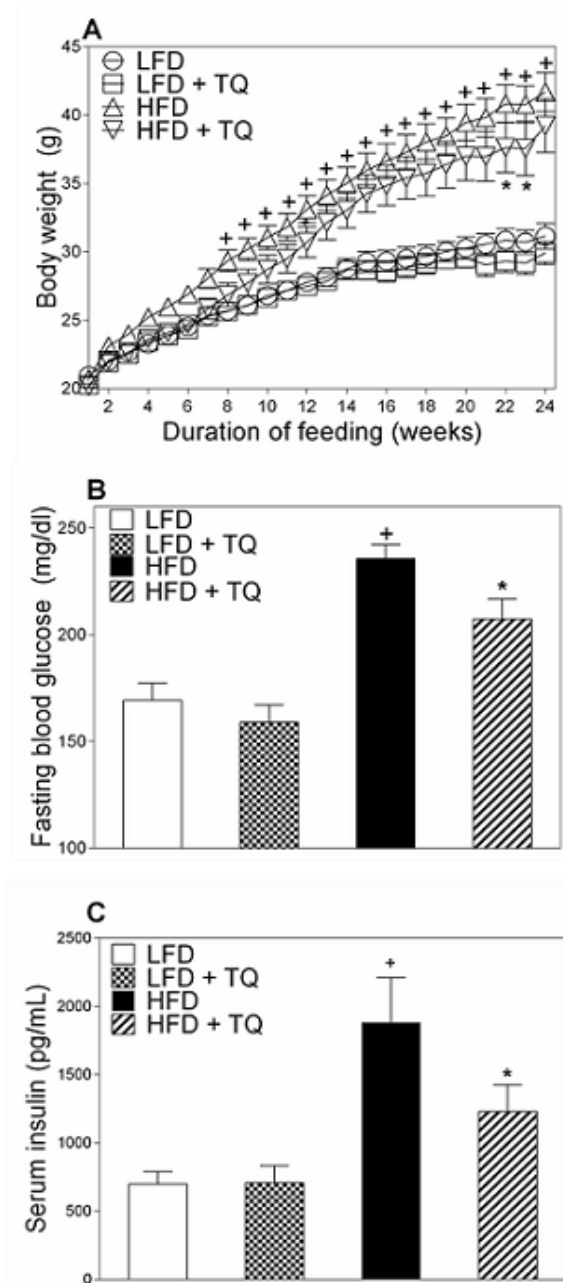 A
45
40
35
30
25
20
Body weight (g)
LFD
LFD + TQ
HFD
HFD + TQ
+ + + + + + + + + + + + + + + + +
* *
2 4 6 8 10 12 14 16 18 20 22 24
Duration of feeding (weeks)
B
250
200
150
100
Fasting blood glucose (mg/dl)
LFD
LFD + TQ
HFD
HFD + TQ
+
*
C
2500
2000
1500
1000
500
0
Serum insulin (pg/mL)
LFD
LFD + TQ
HFD
HFD + TQ
+
*